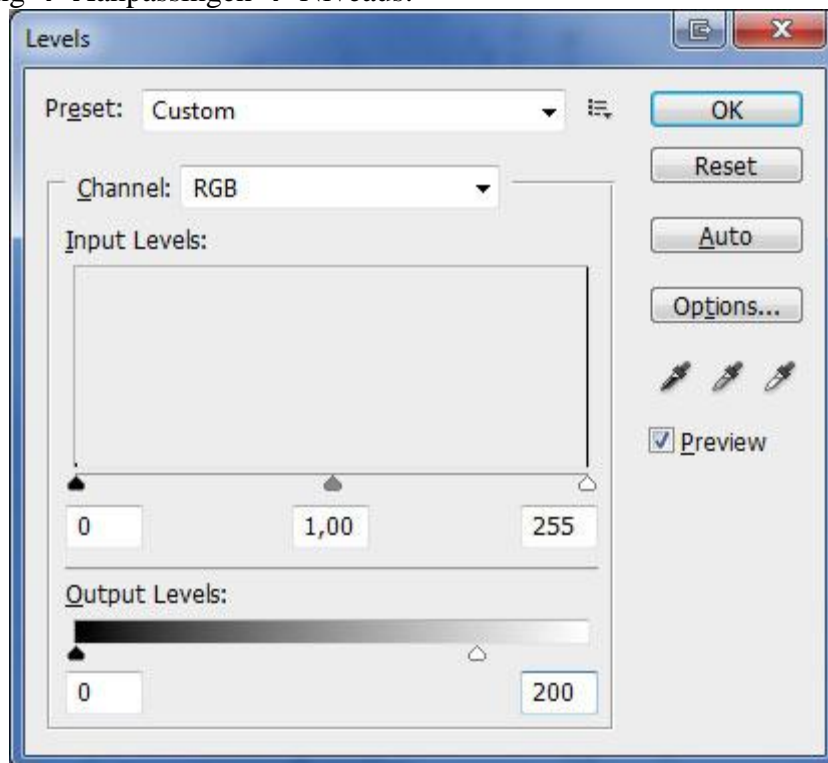 Levels
Preset: Custom
OK
Channel: RGB
Reset
Input Levels:
Auto
Options...
Preview
0 1,00 255
Output Levels:
0 200